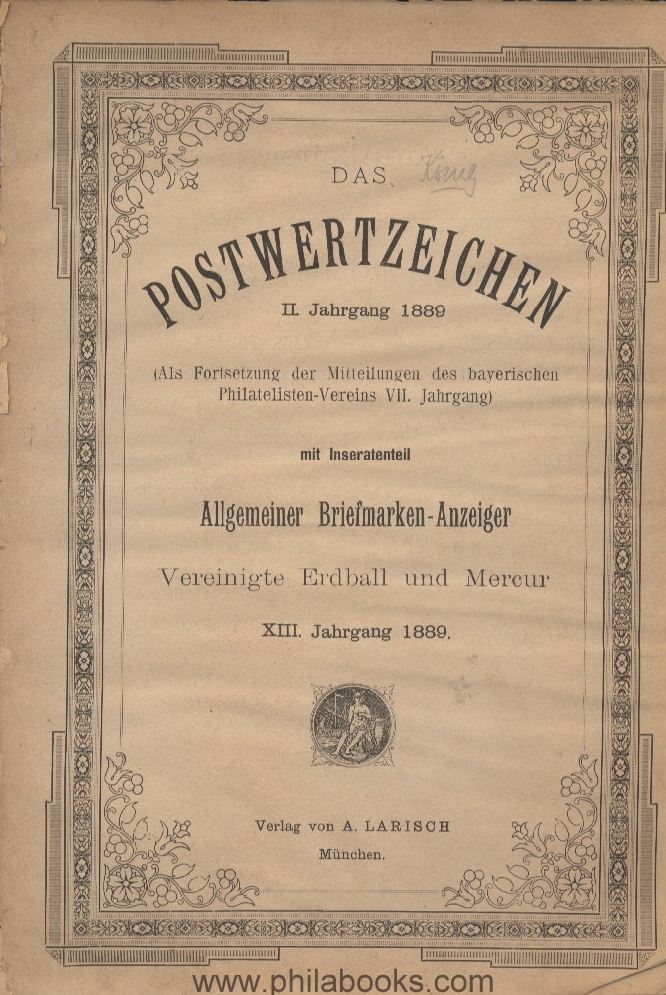 DAS König
POSTWERTZEICHEN
II. Jahrgang 1889
(Als Fortsetzung der Mitteilungen des bayerischen
Philatelisten-Vereins VII. Jahrgang)
mit Inseratenteil
Allgemeiner Briefmarken-Anzeiger
Vereinigte Erdball und Mercur
XIII. Jahrgang 1889.
Verlag von A. LARISCH
München.
www.philabooks.com